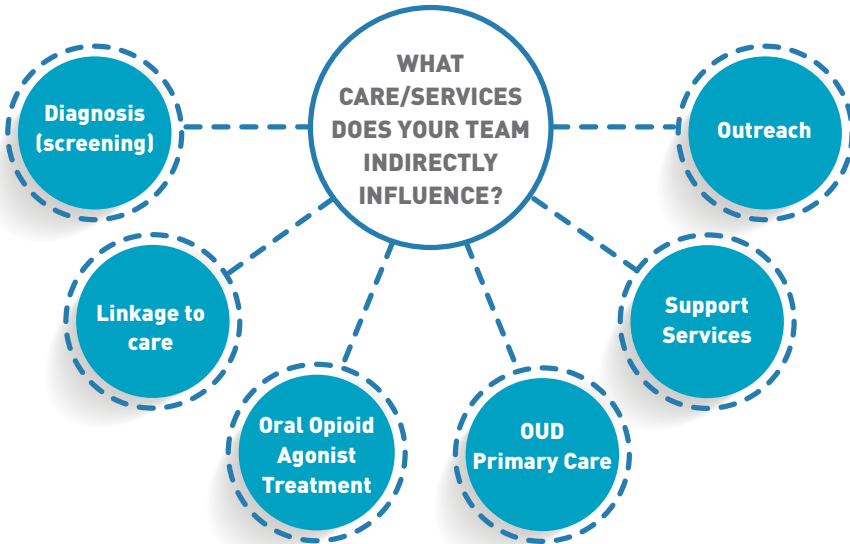 WHAT
CARE/SERVICES
DOES YOUR TEAM
INDIRECTLY
INFLUENCE?
Diagnosis
(screening)
Linkage to
care
Oral Opioid
Agonist
Treatment
OUD
Primary Care
Support
Services
Outreach